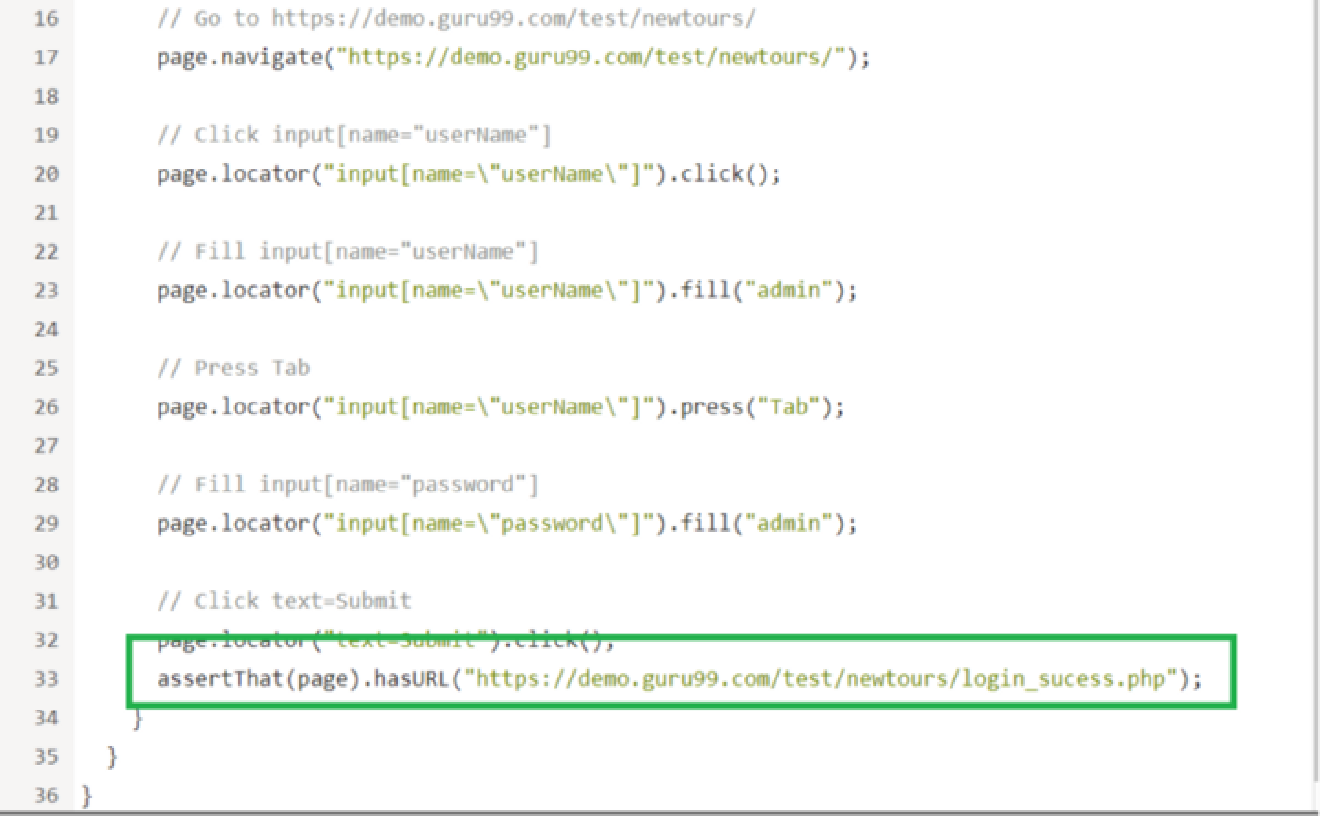 16 // Go to https://demo.guru99.com/test/newtours/
17 page.navigate("https://demo.guru99.com/test/newtours/");
18
19 // Click input[name="userName"]
20 page.locator("input[name=\"userName\"]").click();
21
22 // Fill input[name="userName"]
23 page.locator("input[name=\"userName\"]").fill("admin");
24
25 // Press Tab
26 page.locator("input[name=\"userName\"]").press("Tab");
27
28 // Fill input[name="password"]
29 page.locator("input[name=\"password\"]").fill("admin");
30
31 // Click text=Submit
32 page.locator("text=Submit").click();
33 assertThat(page).hasURL("https://demo.guru99.com/test/newtours/login_sucess.php");
34 }
35 }
36 }